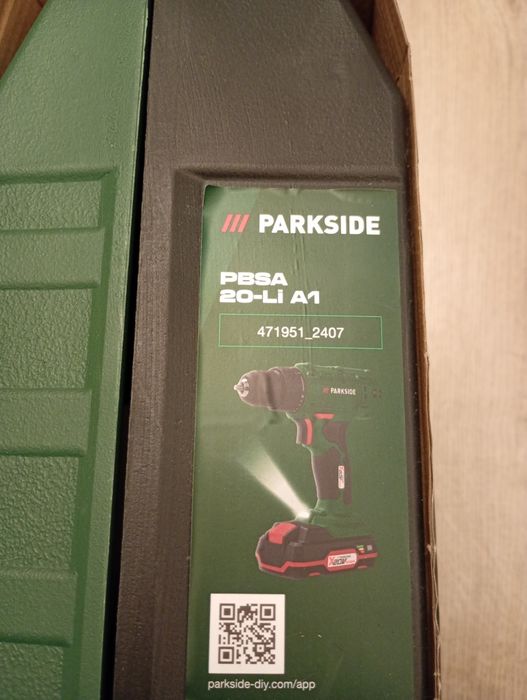 /// PARKSIDE
PBSA
20-Li A1
471951_2407
PARKSIDE
parkside-diy.com/app